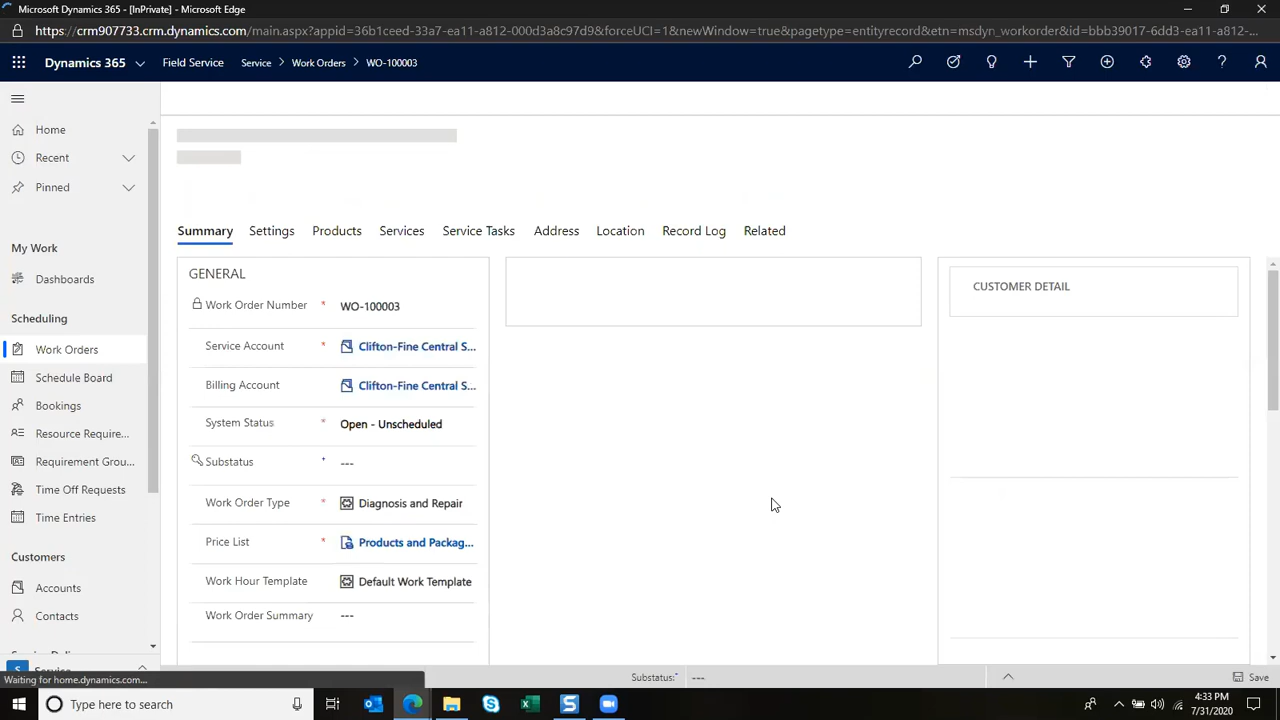 Microsoft Dynamics 365 - [InPrivate] - Microsoft Edge
https://crm907733.crm.dynamics.com/main.aspx?appid=36b1ceed-33a7-ea11-a812-000d3a8c97d9&forceUCI=1&newWindow=true&pagetype=entityrecord&etn=msdyn_workorder&id=bbb39017-6dd3-ea11-a812-...
Dynamics 365 Field Service Service > Work Orders > WO-100003
Home
Recent
Pinned
My Work
Dashboards
Scheduling
Work Orders
Schedule Board
Bookings
Resource Require...
Requirement Grou...
Time Off Requests
Time Entries
Customers
Accounts
Contacts
Summary Settings Products Services Service Tasks Address Location Record Log Related
GENERAL
Work Order Number * WO-100003
Service Account * Clifton-Fine Central S...
Billing Account * Clifton-Fine Central S...
System Status * Open - Unscheduled
Substatus + ---
Work Order Type * Diagnosis and Repair
Price List * Products and Packag...
Work Hour Template Default Work Template
Work Order Summary ---
CUSTOMER DETAIL
Waiting for home.dynamics.com...
Substatus:+ ---
Save
Type here to search
4:33 PM
7/31/2020